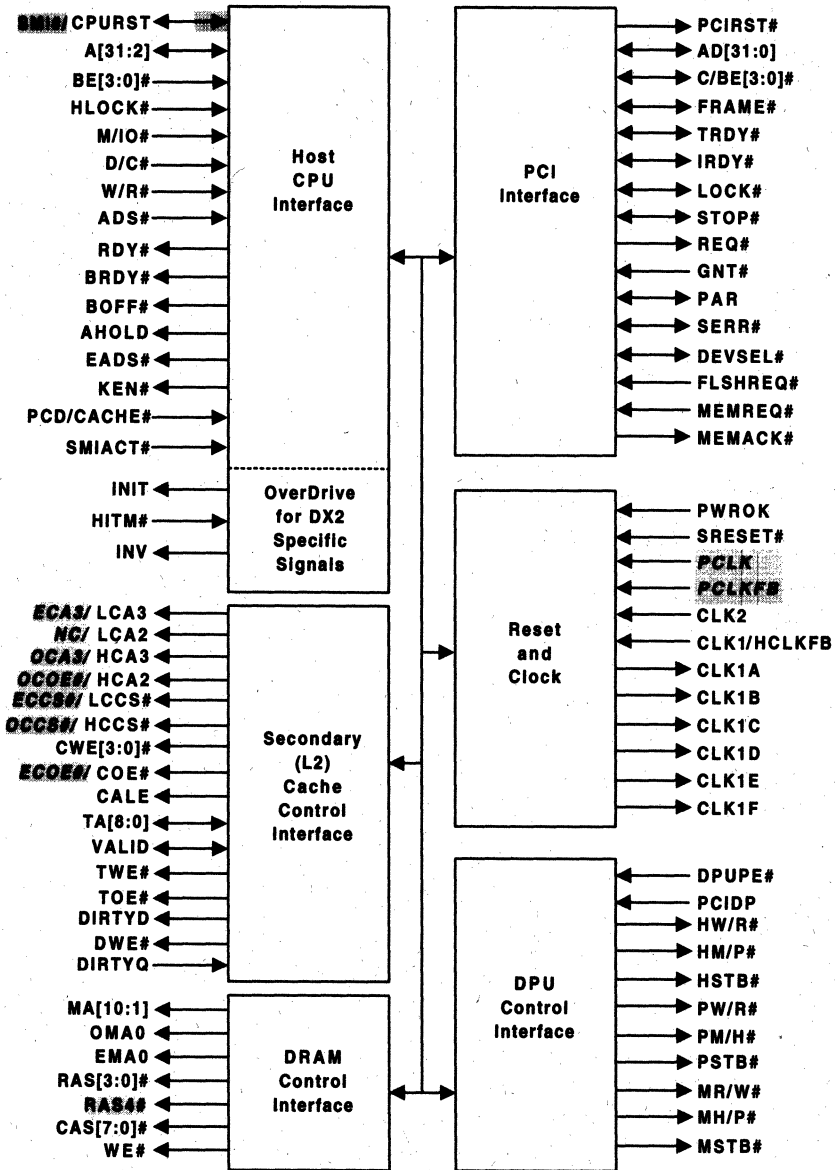 SMI#/ CPURST
A[31:2]
BE[3:0]#
HLOCK#
M/IO#
D/C#
W/R#
ADS#
RDY#
BRDY#
BOFF#
AHOLD
EADS#
KEN#
PCD/CACHE#
SMIACT#
INIT
HITM#
INV
Host
CPU
Interface
OverDrive
for DX2
Specific
Signals
ECA3/ LCA3
NC/ LCA2
OCA3/ HCA3
OCOE#/ HCA2
ECCS#/ LCCS#
OCCS#/ HCCS#
CWE[3:0]#
ECOE#/ COE#
CALE
TA[8:0]
VALID
TWE#
TOE#
DIRTYD
DWE#
DIRTYQ
Secondary
(L2)
Cache
Control
Interface
MA[10:1]
OMA0
EMA0
RAS[3:0]#
RAS4#
CAS[7:0]#
WE#
DRAM
Control
Interface
PCI
Interface
PCIRST#
AD[31:0]
C/BE[3:0]#
FRAME#
TRDY#
IRDY#
LOCK#
STOP#
REQ#
GNT#
PAR
SERR#
DEVSEL#
FLSHREQ#
MEMREQ#
MEMACK#
Reset
and
Clock
PWROK
SRESET#
PCLK
PCLKFB
CLK2
CLK1/HCLKFB
CLK1A
CLK1B
CLK1C
CLK1D
CLK1E
CLK1F
DPU
Control
Interface
DPUPE#
PCIDP
HW/R#
HM/P#
HSTB#
PW/R#
PM/H#
PSTB#
MR/W#
MH/P#
MSTB#